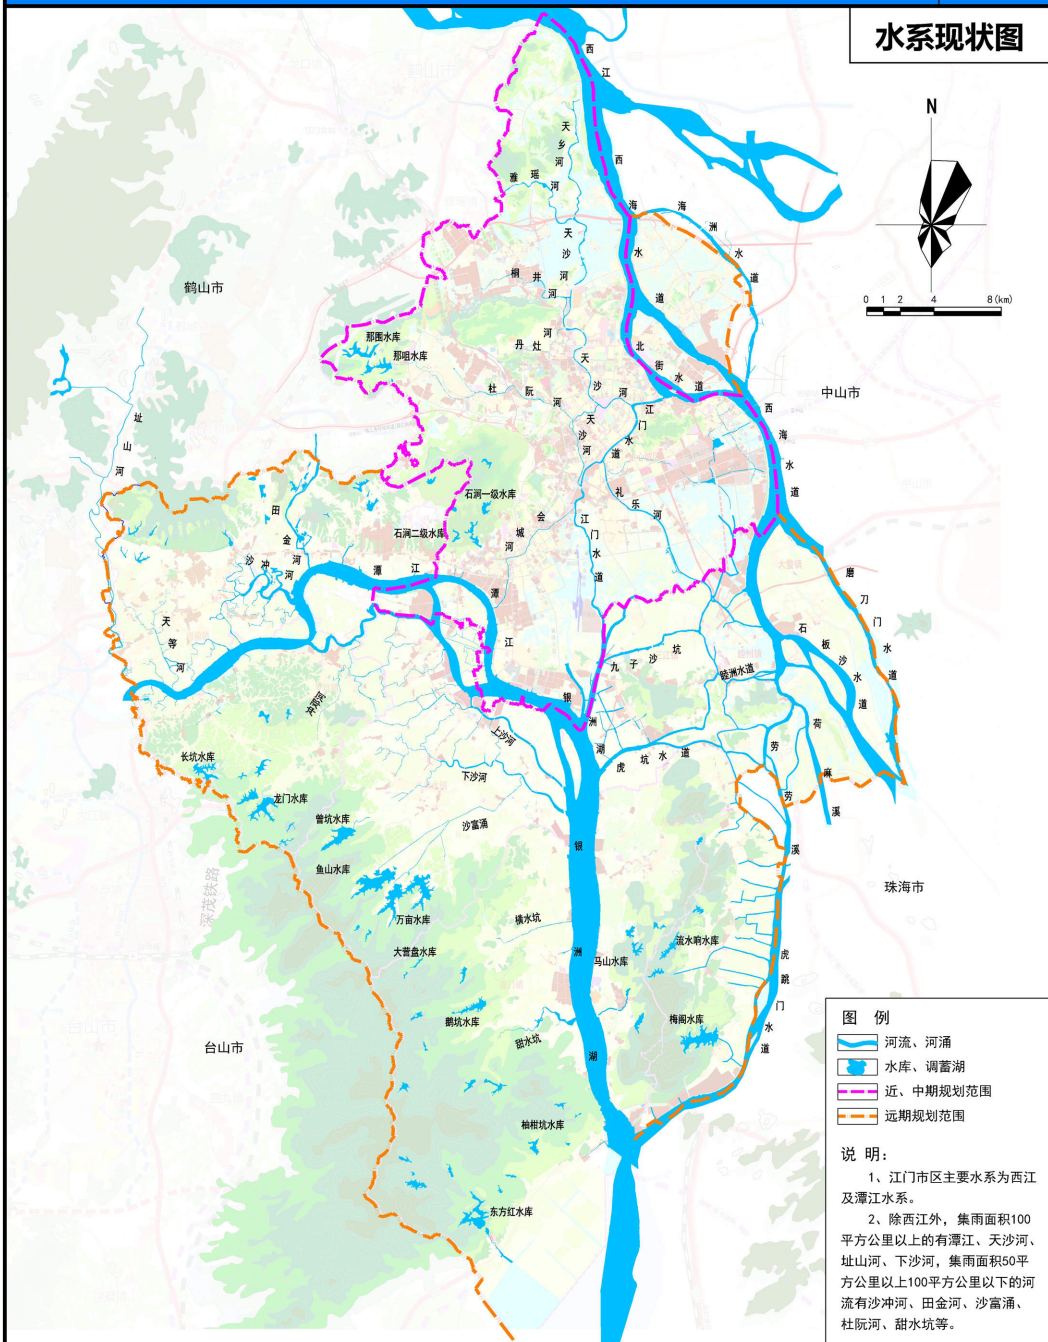 水系现状图
N
0 1 2 4 8(km)
西江
天乡河
雅瑶河
西海水道
海洲水道
天沙河
桐井河
鹤山市
那围水库
那咀水库
丹灶河
北街水道
天沙河
杜阮河
中山市
江门水道
天沙河
西海水道
址山河
礼乐河
石涧一级水库
石涧二级水库
会城河
江门水道
田金河
沙冲河
潭江
潭江
磨刀门水道
石板沙水道
天等河
九子沙坑
睦洲水道
冲邓河
银洲湖
上沙河
虎坑水道
荷麻溪
劳劳溪
下沙河
长坑水库
龙门水库
曾坑水库
沙富涌
鱼山水库
银洲湖
深茂铁路
珠海市
万亩水库
横水坑
大营盘水库
流水响水库
马山水库
虎跳门水道
鹅坑水库
梅阁水库
甜水坑
台山市
台山市
柚柑坑水库
东方红水库
图 例
河流、河涌
水库、调蓄湖
近、中期规划范围
远期规划范围
说 明：
1、江门市区主要水系为西江
及潭江水系。
2、除西江外，集雨面积100
平方公里以上的有潭江、天沙河、
址山河、下沙河，集雨面积50平
方公里以上100平方公里以下的河
流有沙冲河、田金河、沙富涌、
杜阮河、甜水坑等。